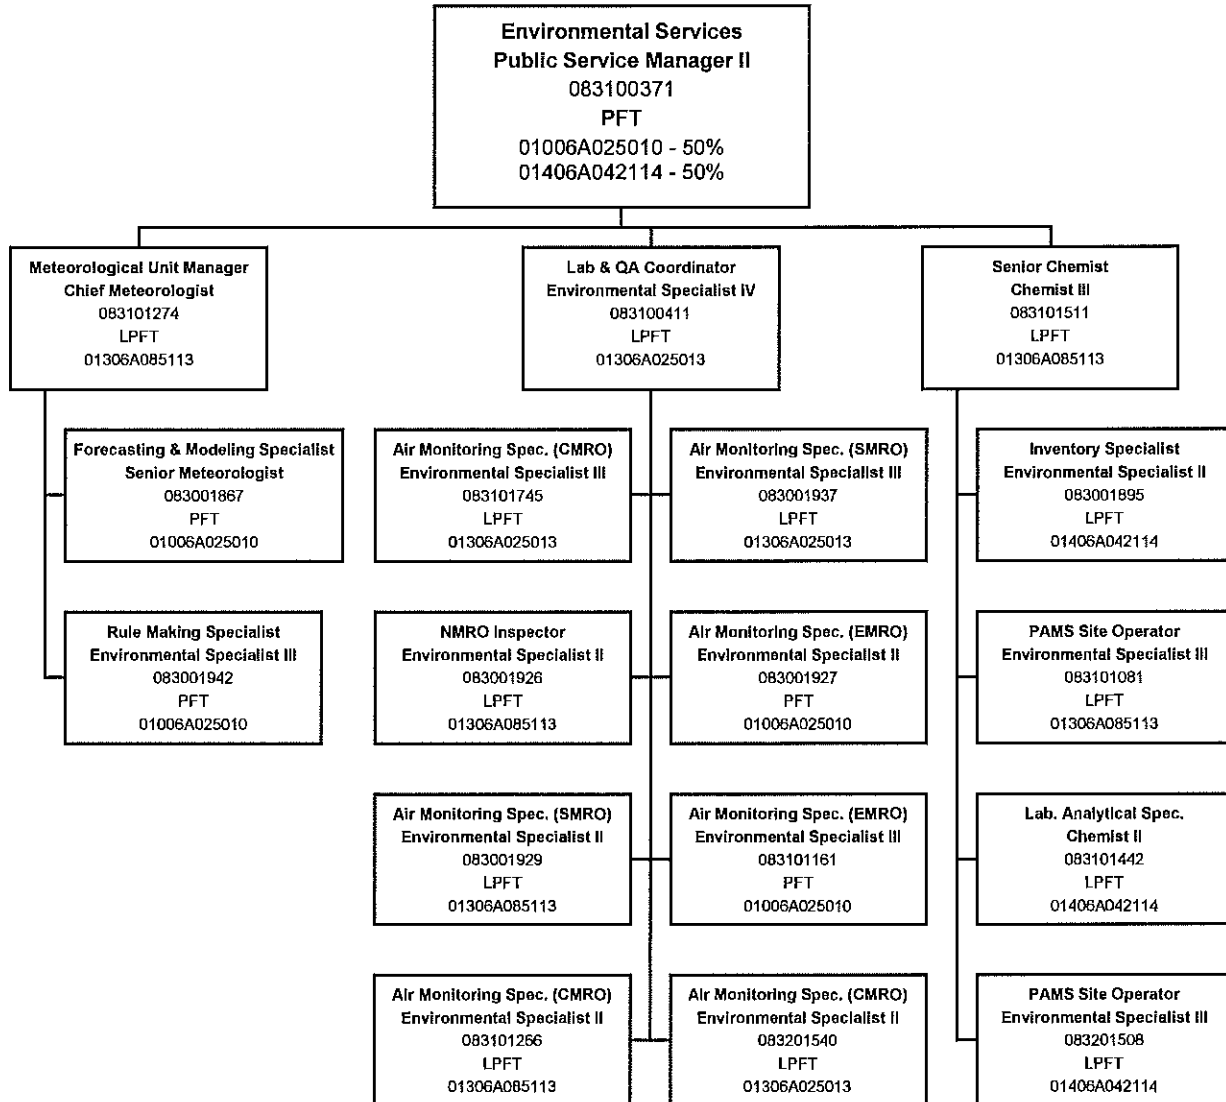 Environmental Services
Public Service Manager II
083100371
PFT
01006A025010 - 50%
01406A042114 - 50%
Meteorological Unit Manager
Chief Meteorologist
083101274
LPFT
01306A085113
Lab & QA Coordinator
Environmental Specialist IV
083100411
LPFT
01306A025013
Senior Chemist
Chemist III
083101511
LPFT
01306A085113
Forecasting & Modeling Specialist
Senior Meteorologist
083001867
PFT
01006A025010
Air Monitoring Spec. (CMRO)
Environmental Specialist III
083101745
LPFT
01306A025013
Air Monitoring Spec. (SMRO)
Environmental Specialist III
083001937
LPFT
01306A025013
Inventory Specialist
Environmental Specialist II
083001895
LPFT
01406A042114
Rule Making Specialist
Environmental Specialist III
083001942
PFT
01006A025010
NMRO Inspector
Environmental Specialist II
083001926
LPFT
01306A085113
Air Monitoring Spec. (EMRO)
Environmental Specialist II
083001927
PFT
01006A025010
PAMS Site Operator
Environmental Specialist III
083101081
LPFT
01306A085113
Air Monitoring Spec. (SMRO)
Environmental Specialist II
083001929
LPFT
01306A085113
Air Monitoring Spec. (EMRO)
Environmental Specialist III
083101161
PFT
01006A025010
Lab. Analytical Spec.
Chemist II
083101442
LPFT
01406A042114
Air Monitoring Spec. (CMRO)
Environmental Specialist II
083101266
LPFT
01306A085113
Air Monitoring Spec. (CMRO)
Environmental Specialist II
083201540
LPFT
01306A025013
PAMS Site Operator
Environmental Specialist III
083201508
LPFT
01406A042114